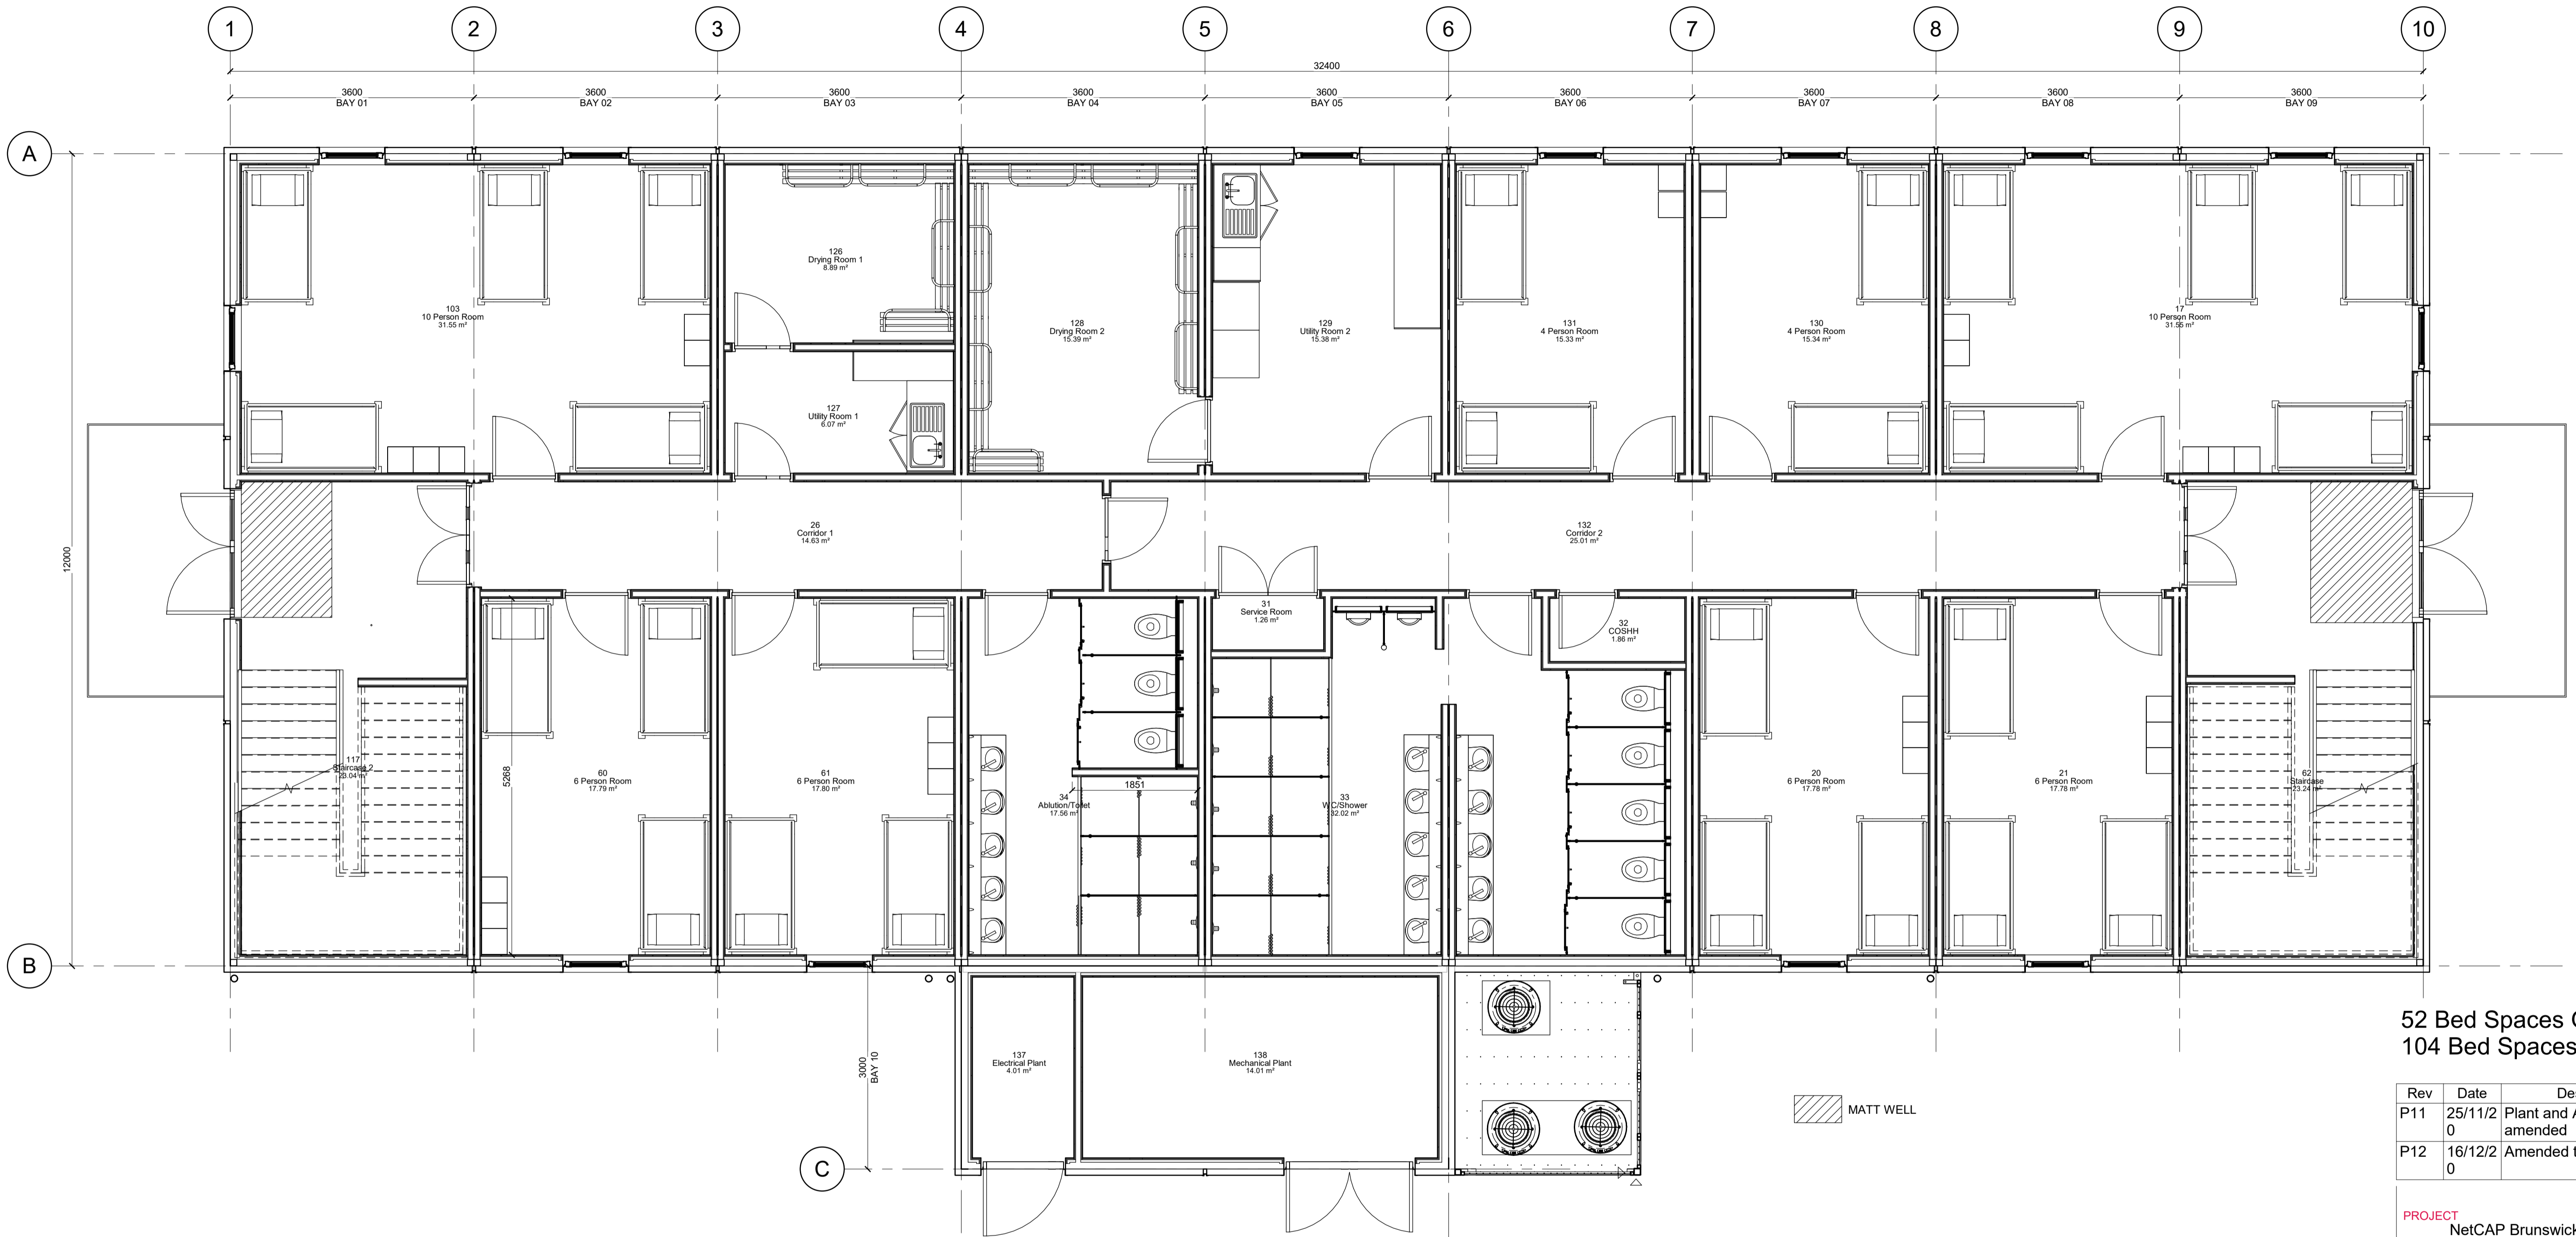 1 2 3 4 5 6 7 8 9 10
32400
3600 3600 3600 3600 3600 3600 3600 3600 3600
BAY 01 BAY 02 BAY 03 BAY 04 BAY 05 BAY 06 BAY 07 BAY 08 BAY 09
A
12000
103
10 Person Room
31.55 m²
126
Drying Room 1
8.89 m²
127
Utility Room 1
6.07 m²
128
Drying Room 2
15.39 m²
129
Utility Room 2
15.38 m²
131
4 Person Room
15.33 m²
130
4 Person Room
15.34 m²
17
10 Person Room
31.55 m²
26
Corridor 1
14.63 m²
132
Corridor 2
25.01 m²
31
Service Room
1.26 m²
32
COSHH
1.86 m²
117
Staircase 2
23.04 m²
5268
60
6 Person Room
17.79 m²
61
6 Person Room
17.80 m²
1851
34
Ablution/Toilet
17.56 m²
33
WC/Shower
32.02 m²
20
6 Person Room
17.78 m²
21
6 Person Room
17.78 m²
62
Staircase
23.24 m²
B
3000
BAY 10
137
Electrical Plant
4.01 m²
138
Mechanical Plant
14.01 m²
C
MATT WELL
52 Bed Spaces
104 Bed Spaces
Rev Date
P11 25/11/2
0 Plant and
amended
P12 16/12/2
0 Amended
PROJECT
NetCAP Brunswick